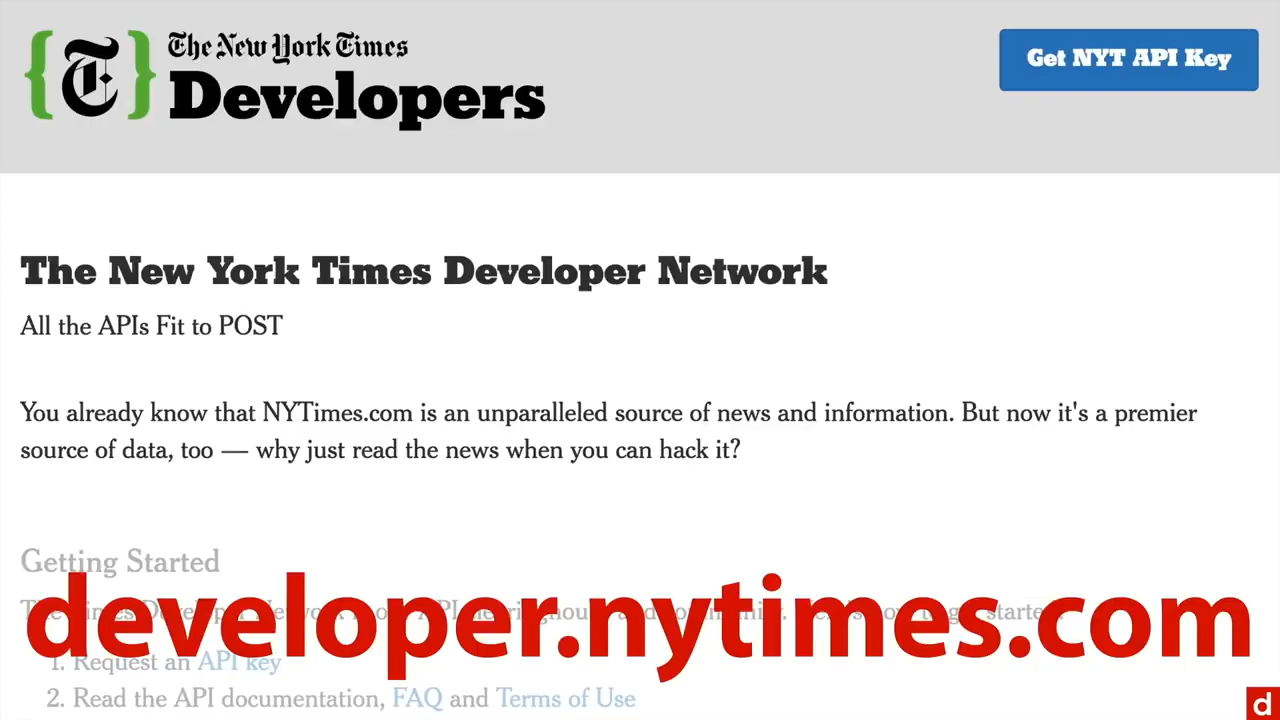 {T} The New York Times
Developers
Get NYT API Key
The New York Times Developer Network
All the APIs Fit to POST
You already know that NYTimes.com is an unparalleled source of news and information. But now it's a premier
source of data, too — why just read the news when you can hack it?
Getting Started
developer.nytimes.com
1. Request an API key
2. Read the API documentation, FAQ and Terms of Use
d